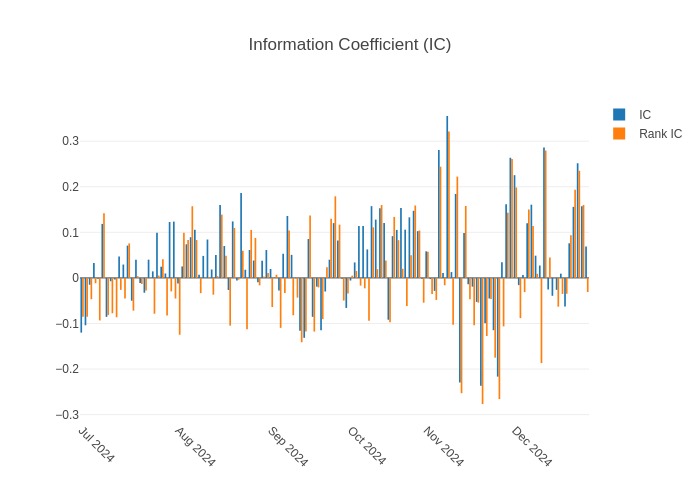 Information Coefficient (IC)
IC
Rank IC
0.3
0.2
0.1
0
−0.1
−0.2
−0.3
Jul 2024
Aug 2024
Sep 2024
Oct 2024
Nov 2024
Dec 2024